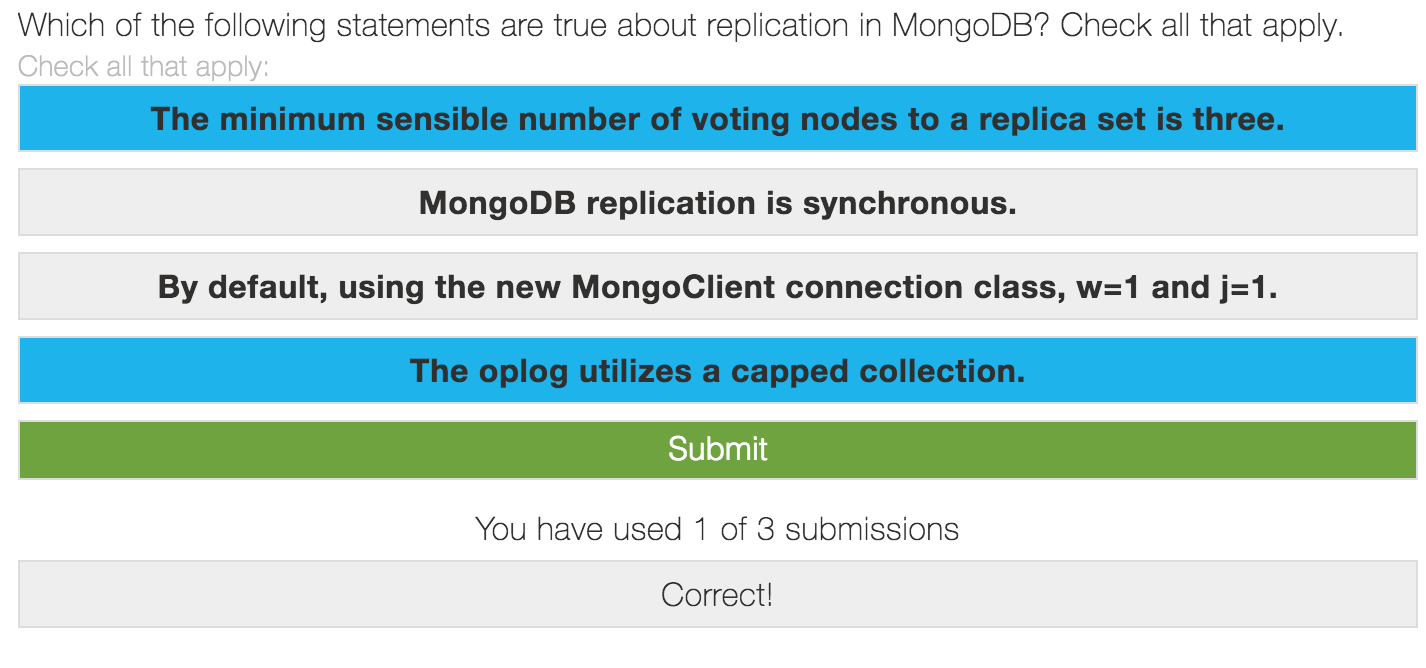 Which of the following statements are true about replication in MongoDB? Check all that apply.
Check all that apply:
The minimum sensible number of voting nodes to a replica set is three.
MongoDB replication is synchronous.
By default, using the new MongoClient connection class, w=1 and j=1.
The oplog utilizes a capped collection.
Submit
You have used 1 of 3 submissions
Correct!